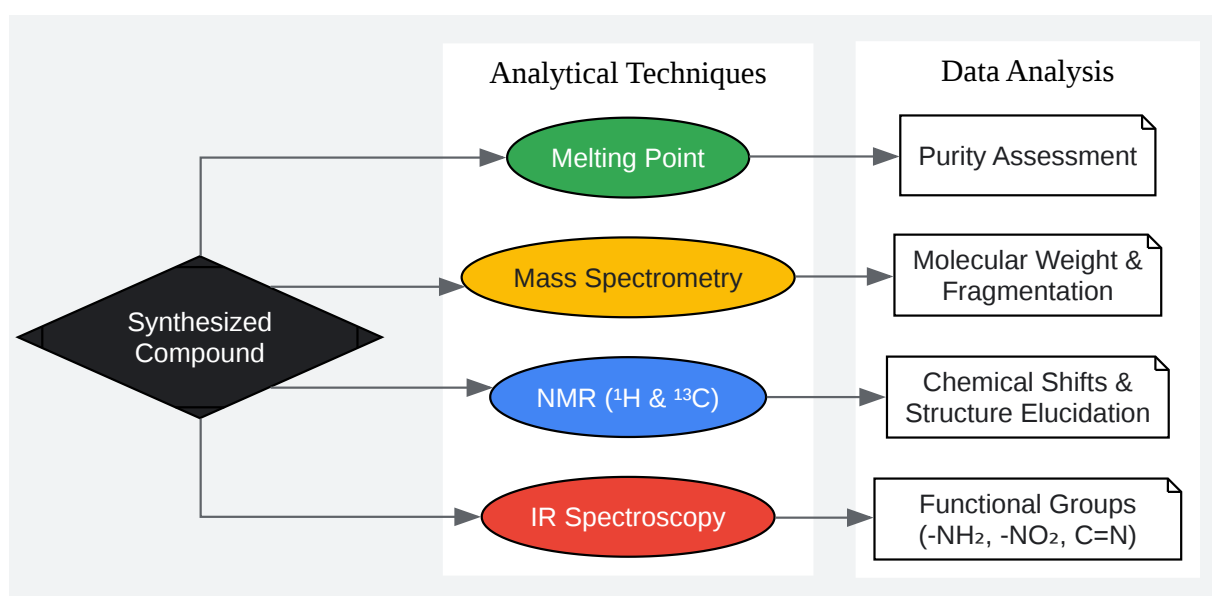 Analytical Techniques
Data Analysis
Synthesized
Compound
Melting Point
Purity Assessment
Mass Spectrometry
Molecular Weight &
Fragmentation
NMR (¹H & ¹³C)
Chemical Shifts &
Structure Elucidation
IR Spectroscopy
Functional Groups
(-NH₂, -NO₂, C=N)